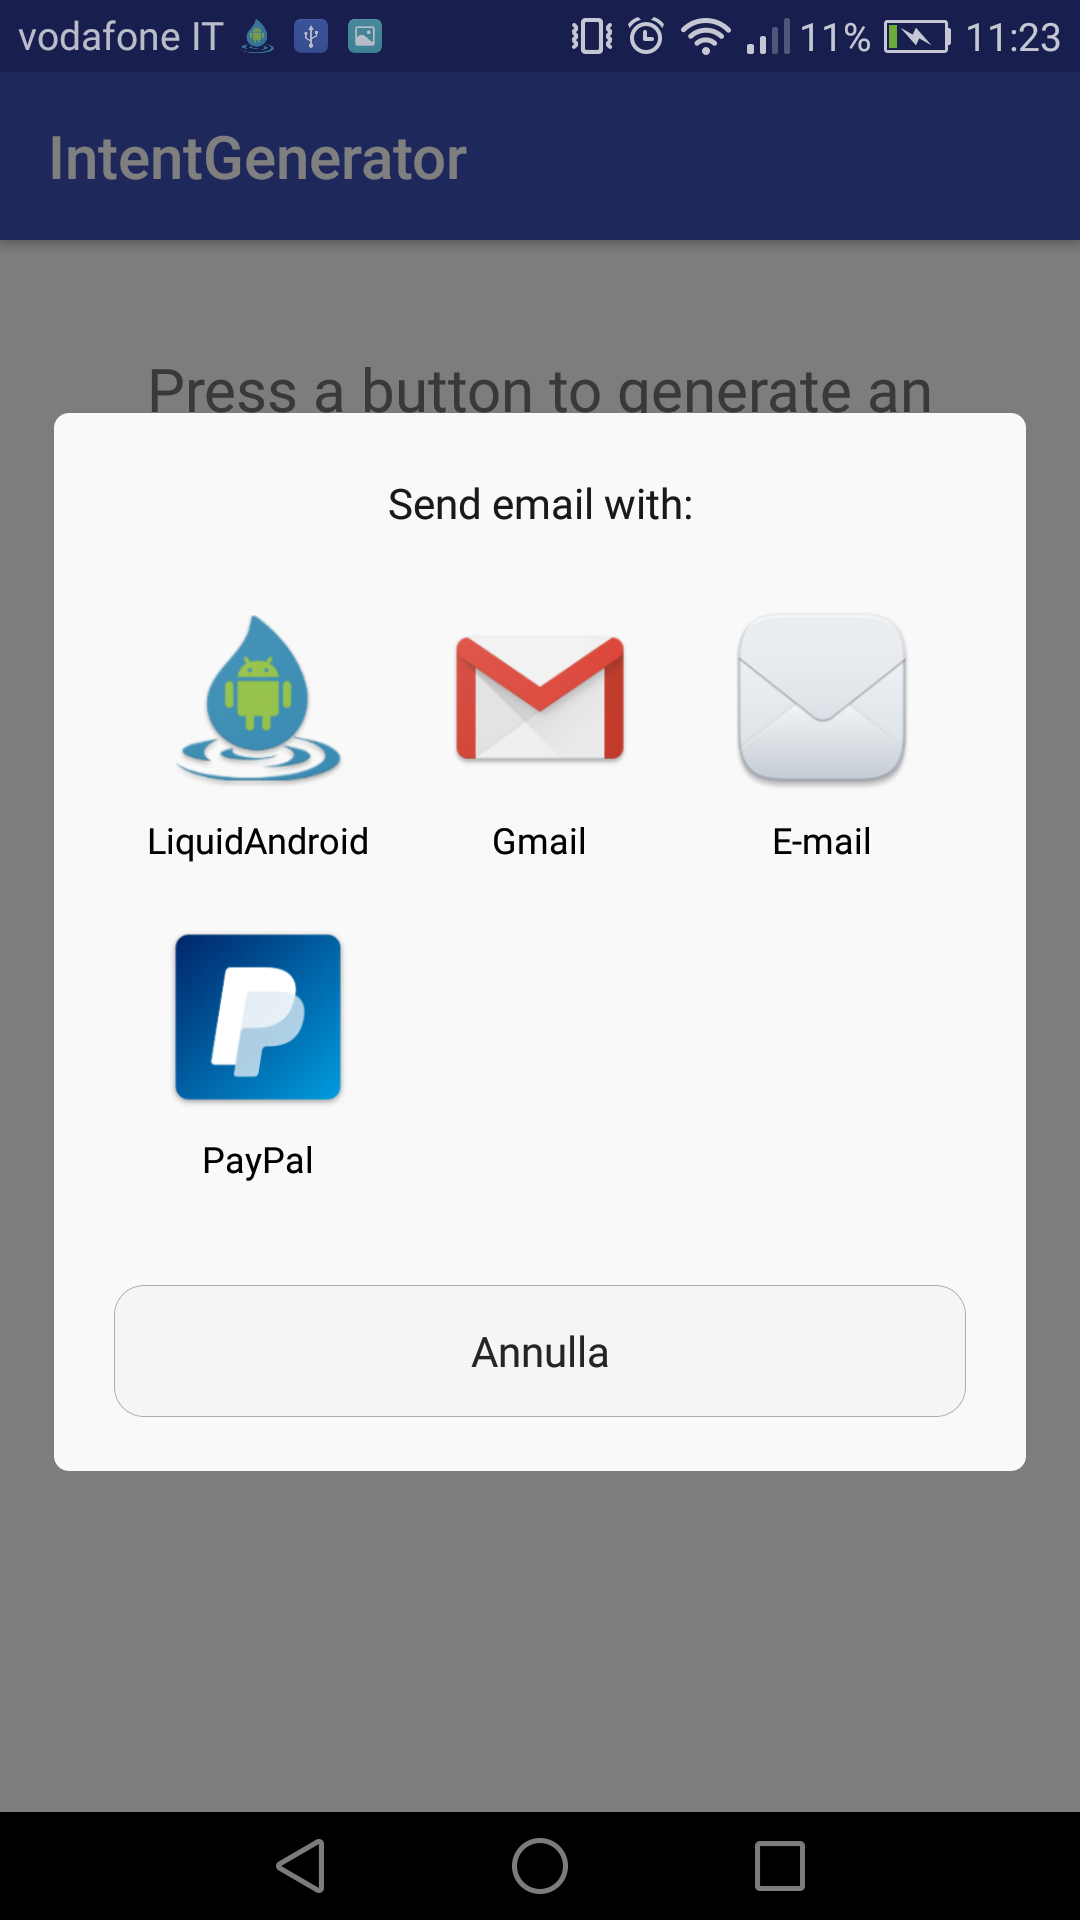 vodafone IT 11% 11:23
IntentGenerator
Press a button to generate an
Send email with:
LiquidAndroid Gmail E-mail
PayPal
Annulla